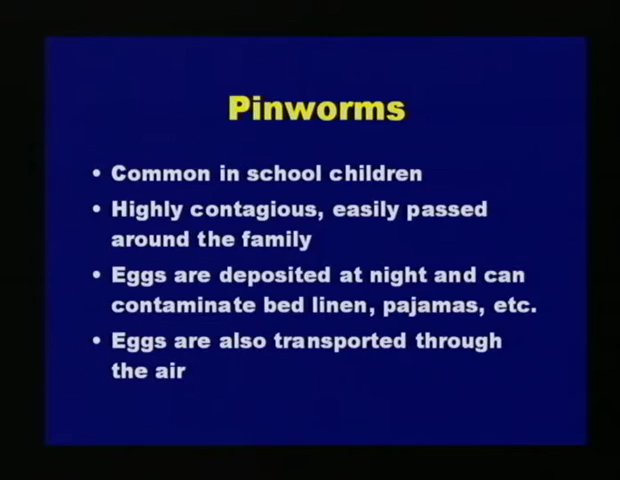 Pinworms
• Common in school children
• Highly contagious, easily passed
around the family
• Eggs are deposited at night and can
contaminate bed linen, pajamas, etc.
• Eggs are also transported through
the air